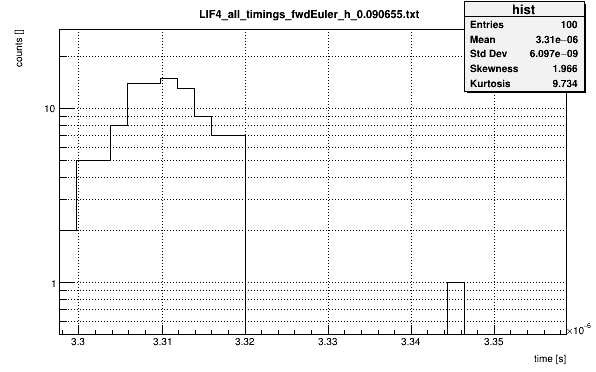 LIF4_all_timings_fwdEuler_h_0.090655.txt
hist
Entries 100
Mean 3.31e−06
Std Dev 6.097e−09
Skewness 1.966
Kurtosis 9.734
counts []
10
1
3.3 3.31 3.32 3.33 3.34 3.35
×10⁻⁶
time [s]